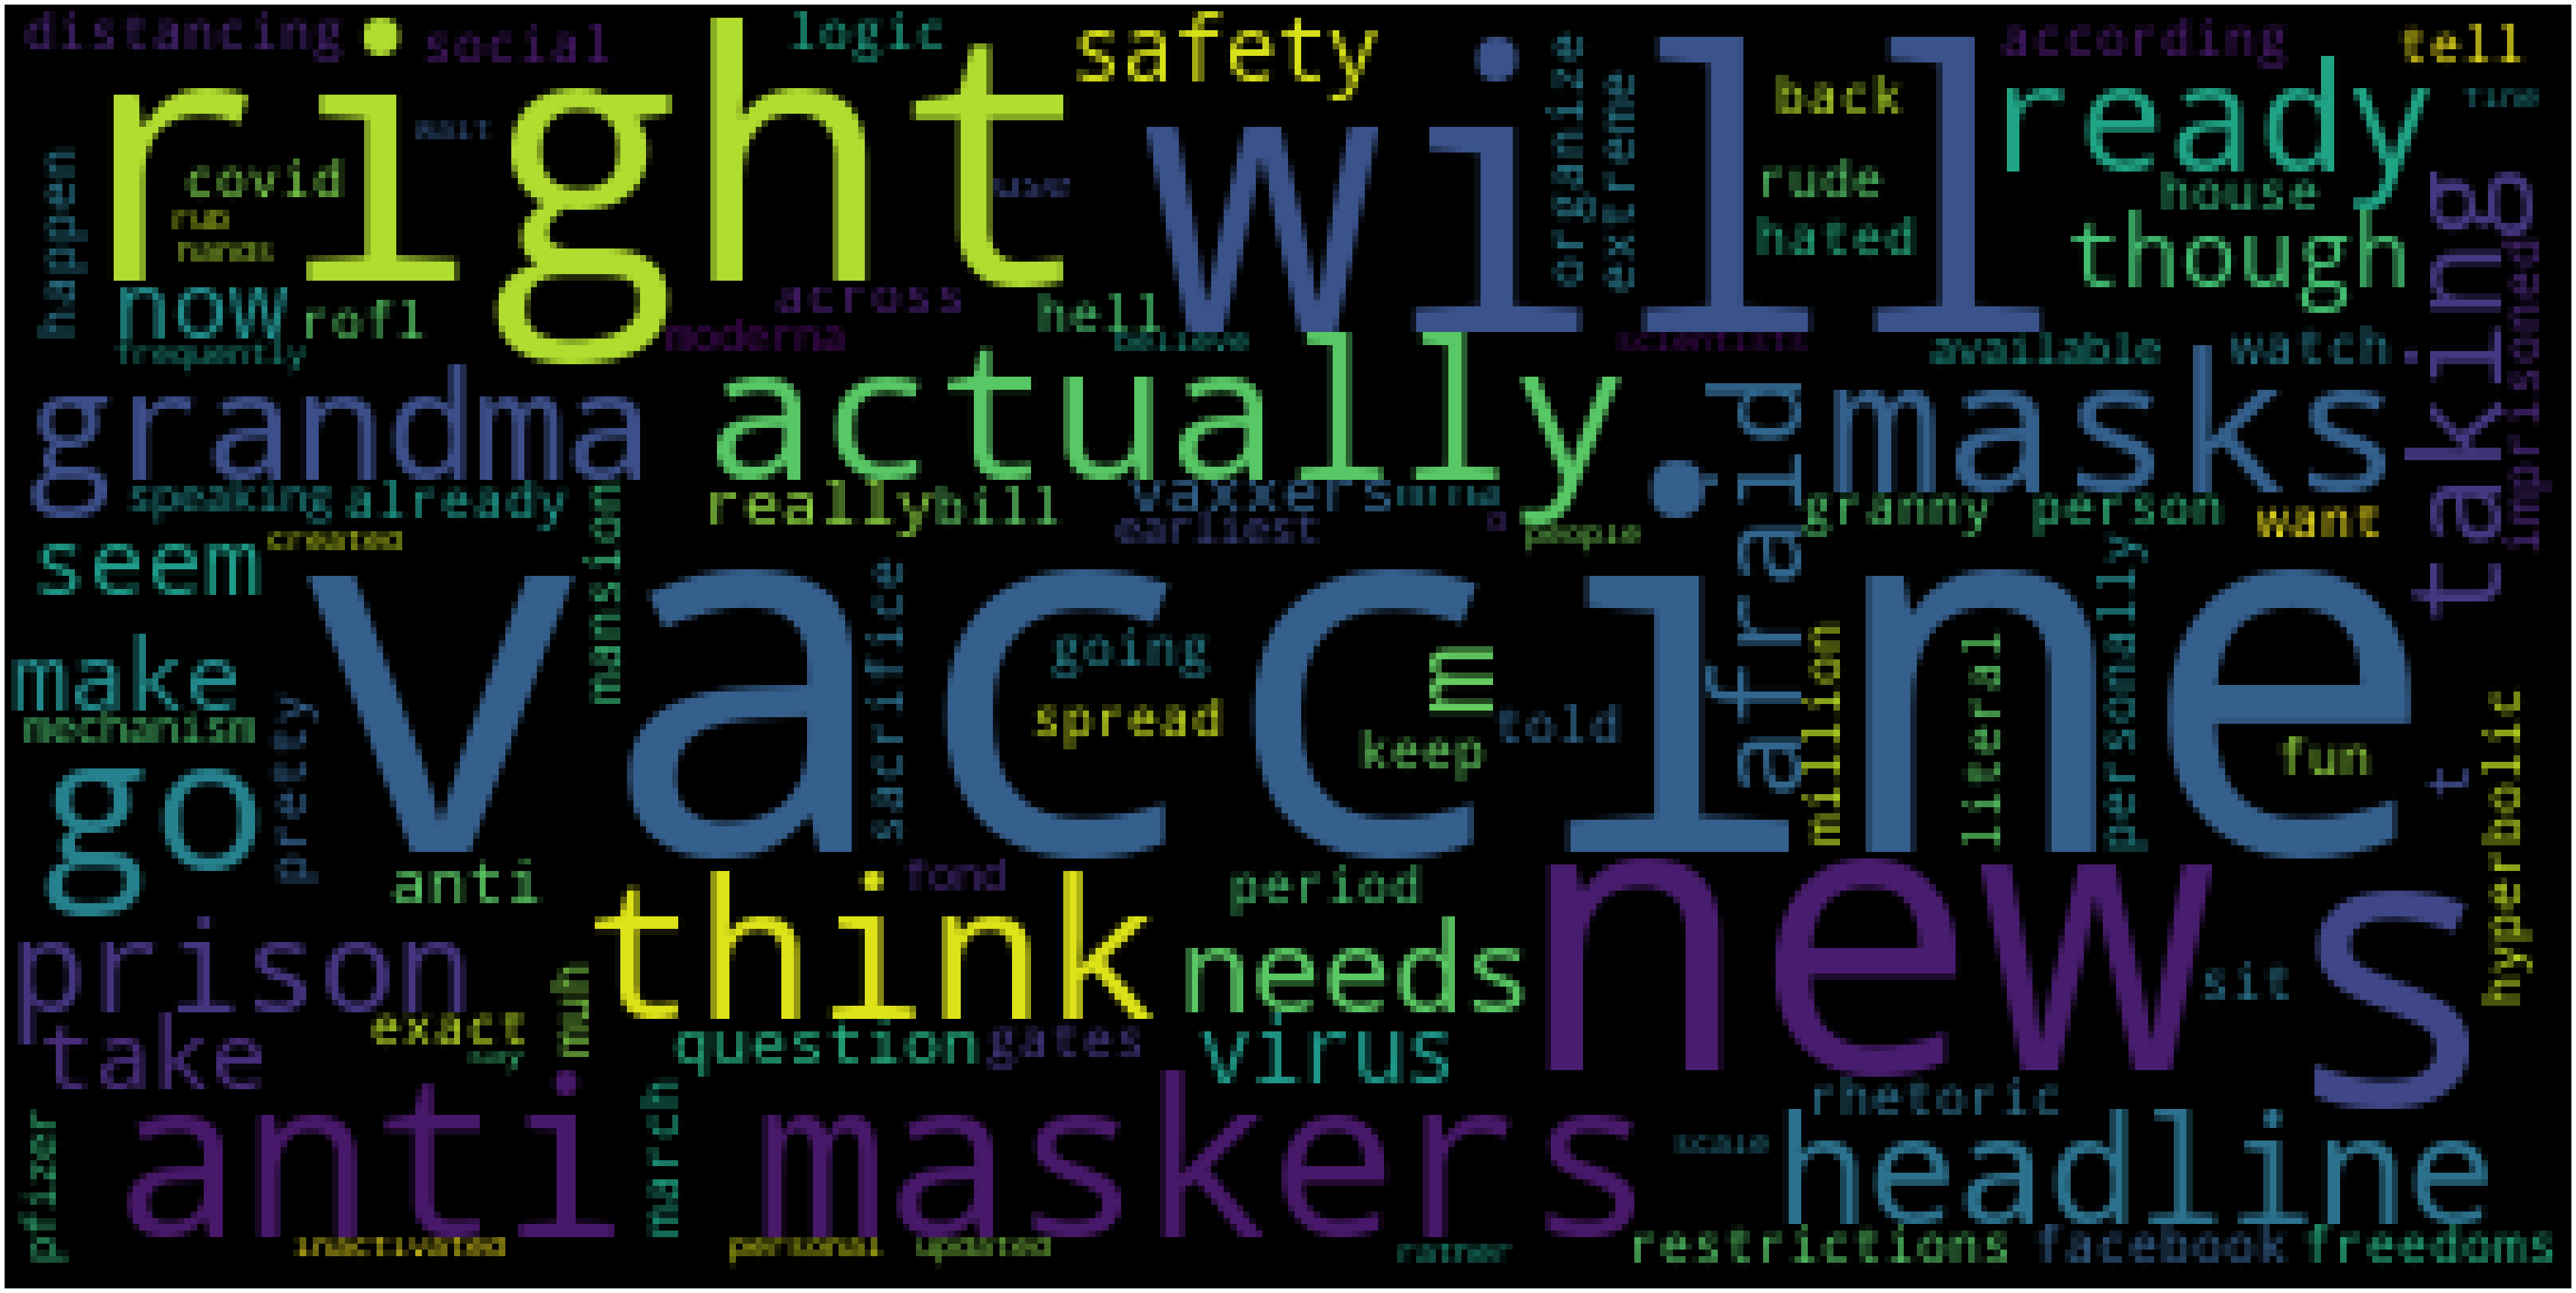 distancing
social
logic
safety
according
tell
right
will
organize
extreme
back
ready
time
wait
happen
covid
use
rude
house
taking
rub
hands
hated
though
imprisoned
now
rofl
across
hell
moderna
believe
frequently
scientists
available
watch
grandma
actually
afraid
masks
speaking
already
mansion
really
bill
vaxxers
mrna
earliest
people
granny
person
want
created
seem
vaccine
sacrifice
going
m
million
literal
personally
make
mechanism
spread
keep
told
fun
t
hyperbolic
pretty
go
anti
think
fond
period
news
s
prison
needs
sit
exact
muh
take
question
gates
virus
march
rhetoric
anti
maskers
headline
pfizer
inactivated
personal
updated
rather
restrictions
facebook
freedoms